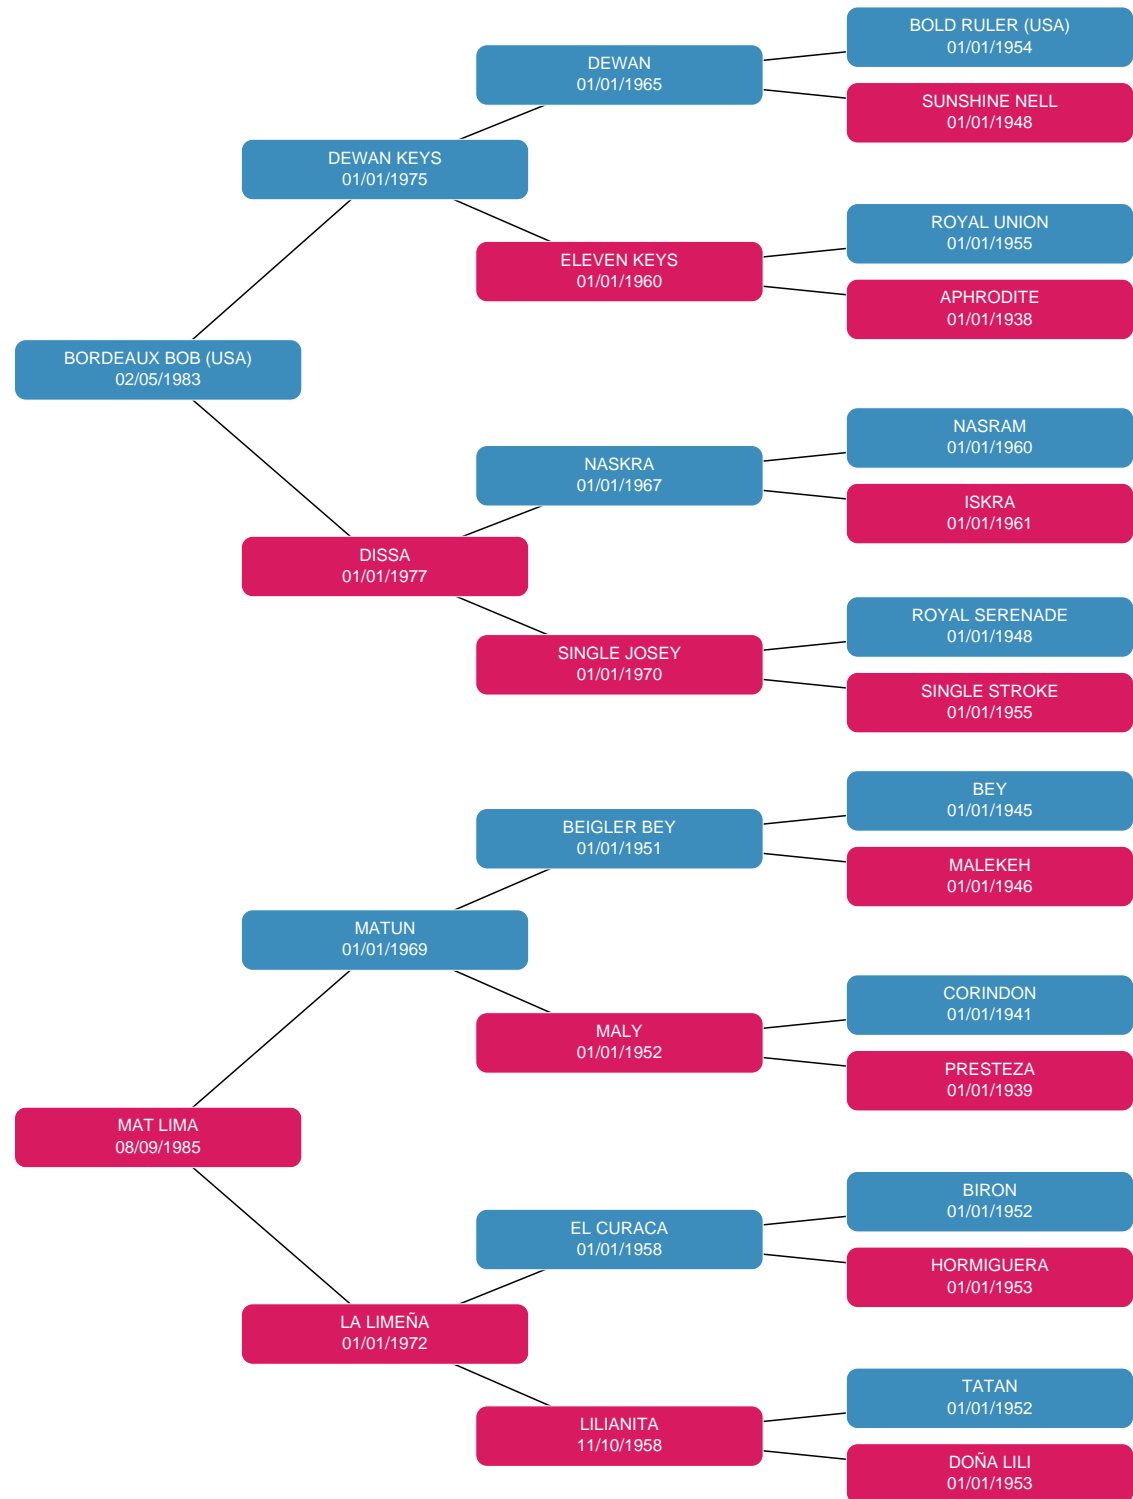 BOLD RULER (USA)
01/01/1954
DEWAN
01/01/1965
SUNSHINE NELL
01/01/1948
DEWAN KEYS
01/01/1975
ROYAL UNION
01/01/1955
ELEVEN KEYS
01/01/1960
APHRODITE
01/01/1938
BORDEAUX BOB (USA)
02/05/1983
NASRAM
01/01/1960
NASKRA
01/01/1967
ISKRA
01/01/1961
DISSA
01/01/1977
ROYAL SERENADE
01/01/1948
SINGLE JOSEY
01/01/1970
SINGLE STROKE
01/01/1955
BEY
01/01/1945
BEIGLER BEY
01/01/1951
MALEKEH
01/01/1946
MATUN
01/01/1969
CORINDON
01/01/1941
MALY
01/01/1952
PRESTEZA
01/01/1939
MAT LIMA
08/09/1985
BIRON
01/01/1952
EL CURACA
01/01/1958
HORMIGUERA
01/01/1953
LA LIMEÑA
01/01/1972
TATAN
01/01/1952
LILIANITA
11/10/1958
DOÑA LILI
01/01/1953